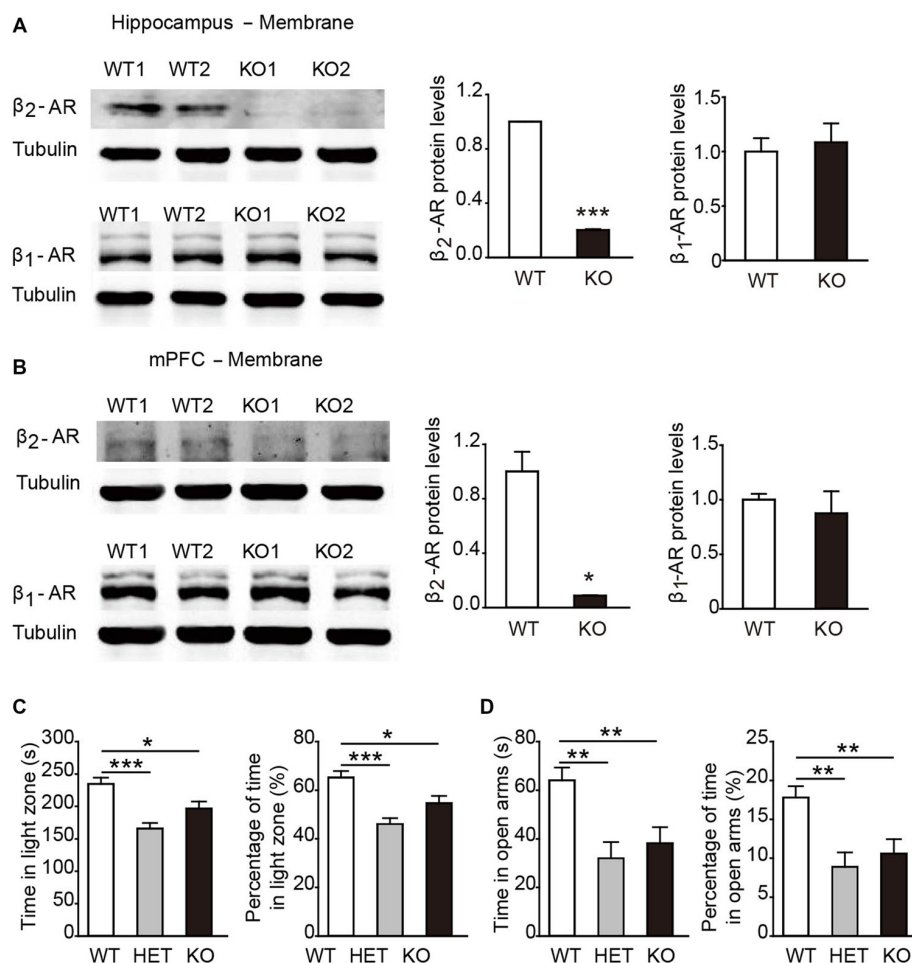 A
Hippocampus – Membrane
WT1 WT2 KO1 KO2
β2-AR
Tubulin
WT1 WT2 KO1 KO2
β1-AR
Tubulin
β2-AR protein levels
1.2
0.8
0.4
0.0
***
WT KO
β1-AR protein levels
1.5
1.0
0.5
0
WT KO
B
mPFC – Membrane
WT1 WT2 KO1 KO2
β2-AR
Tubulin
WT1 WT2 KO1 KO2
β1-AR
Tubulin
β2-AR protein levels
1.2
0.8
0.4
0.0
*
WT KO
β1-AR protein levels
1.5
1.0
0.5
0
WT KO
C
Time in light zone (s)
300
250
200
150
100
50
0
*
***
WT HET KO
Percentage of time
in light zone (%)
80
60
40
20
0
*
***
WT HET KO
D
Time in open arms (s)
80
60
40
20
0
**
**
WT HET KO
Percentage of time
in open arms (%)
25
20
15
10
5
0
**
**
WT HET KO